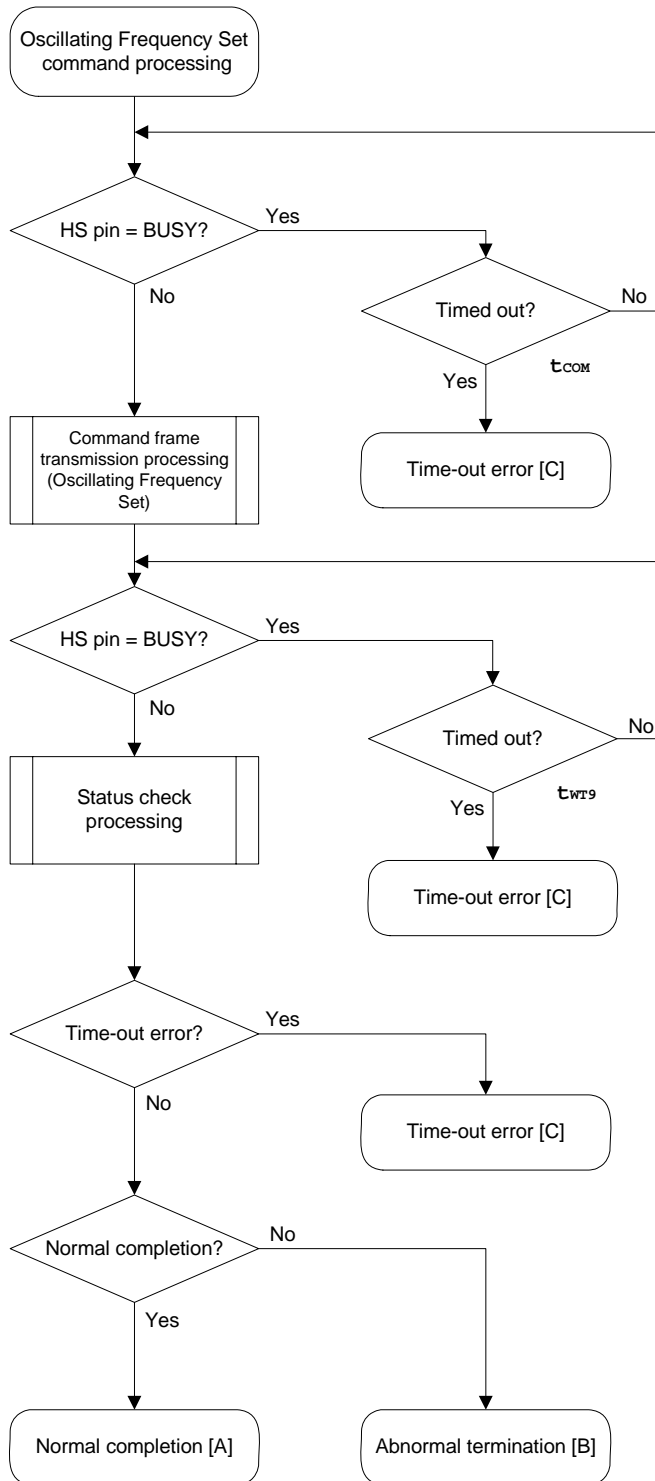 Oscillating Frequency Set
command processing
HS pin = BUSY?
Yes
No
Timed out?
No
Yes
tCOM
Time-out error [C]
Command frame
transmission processing
(Oscillating Frequency
Set)
HS pin = BUSY?
Yes
No
Timed out?
No
Yes
tWT9
Time-out error [C]
Status check
processing
Time-out error?
Yes
No
Time-out error [C]
Normal completion?
No
Yes
Normal completion [A]
Abnormal termination [B]